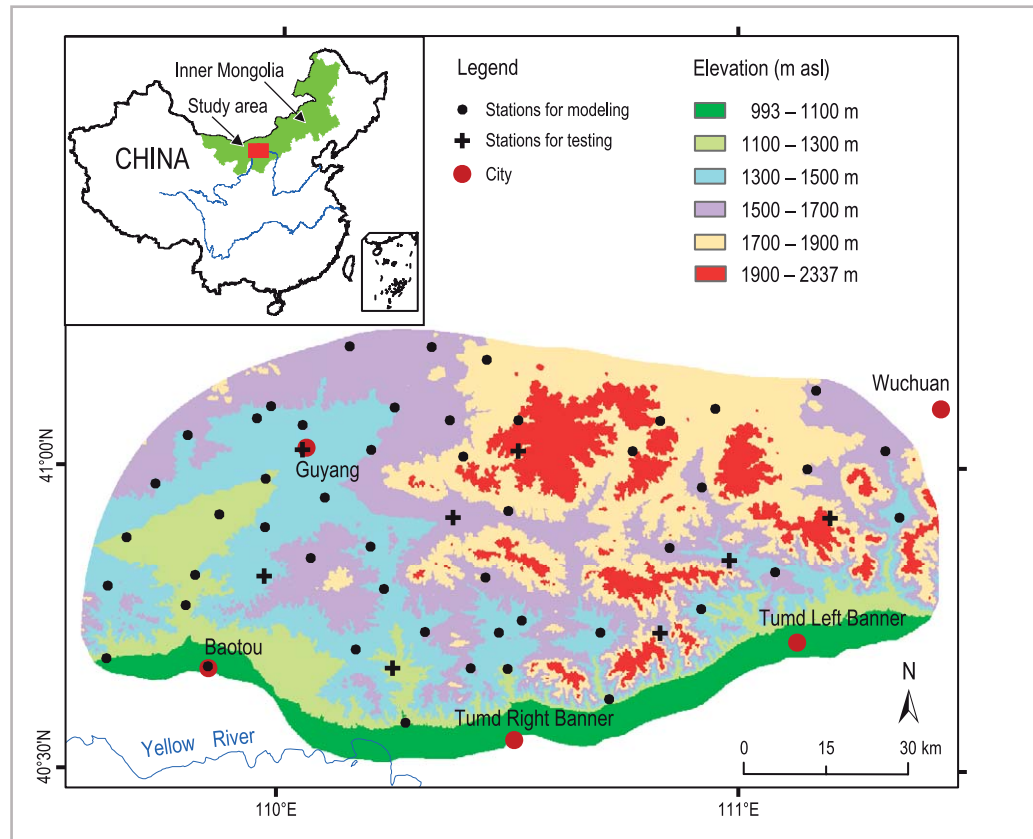 Inner Mongolia
Study area
CHINA
Legend
Stations for modeling
Stations for testing
City
Elevation (m asl)
993 – 1100 m
1100 – 1300 m
1300 – 1500 m
1500 – 1700 m
1700 – 1900 m
1900 – 2337 m
Wuchuan
41°00'N
Guyang
Tumd Left Banner
Baotou
N
Tumd Right Banner
Yellow River
0 15 30 km
40°30'N
110°E 111°E